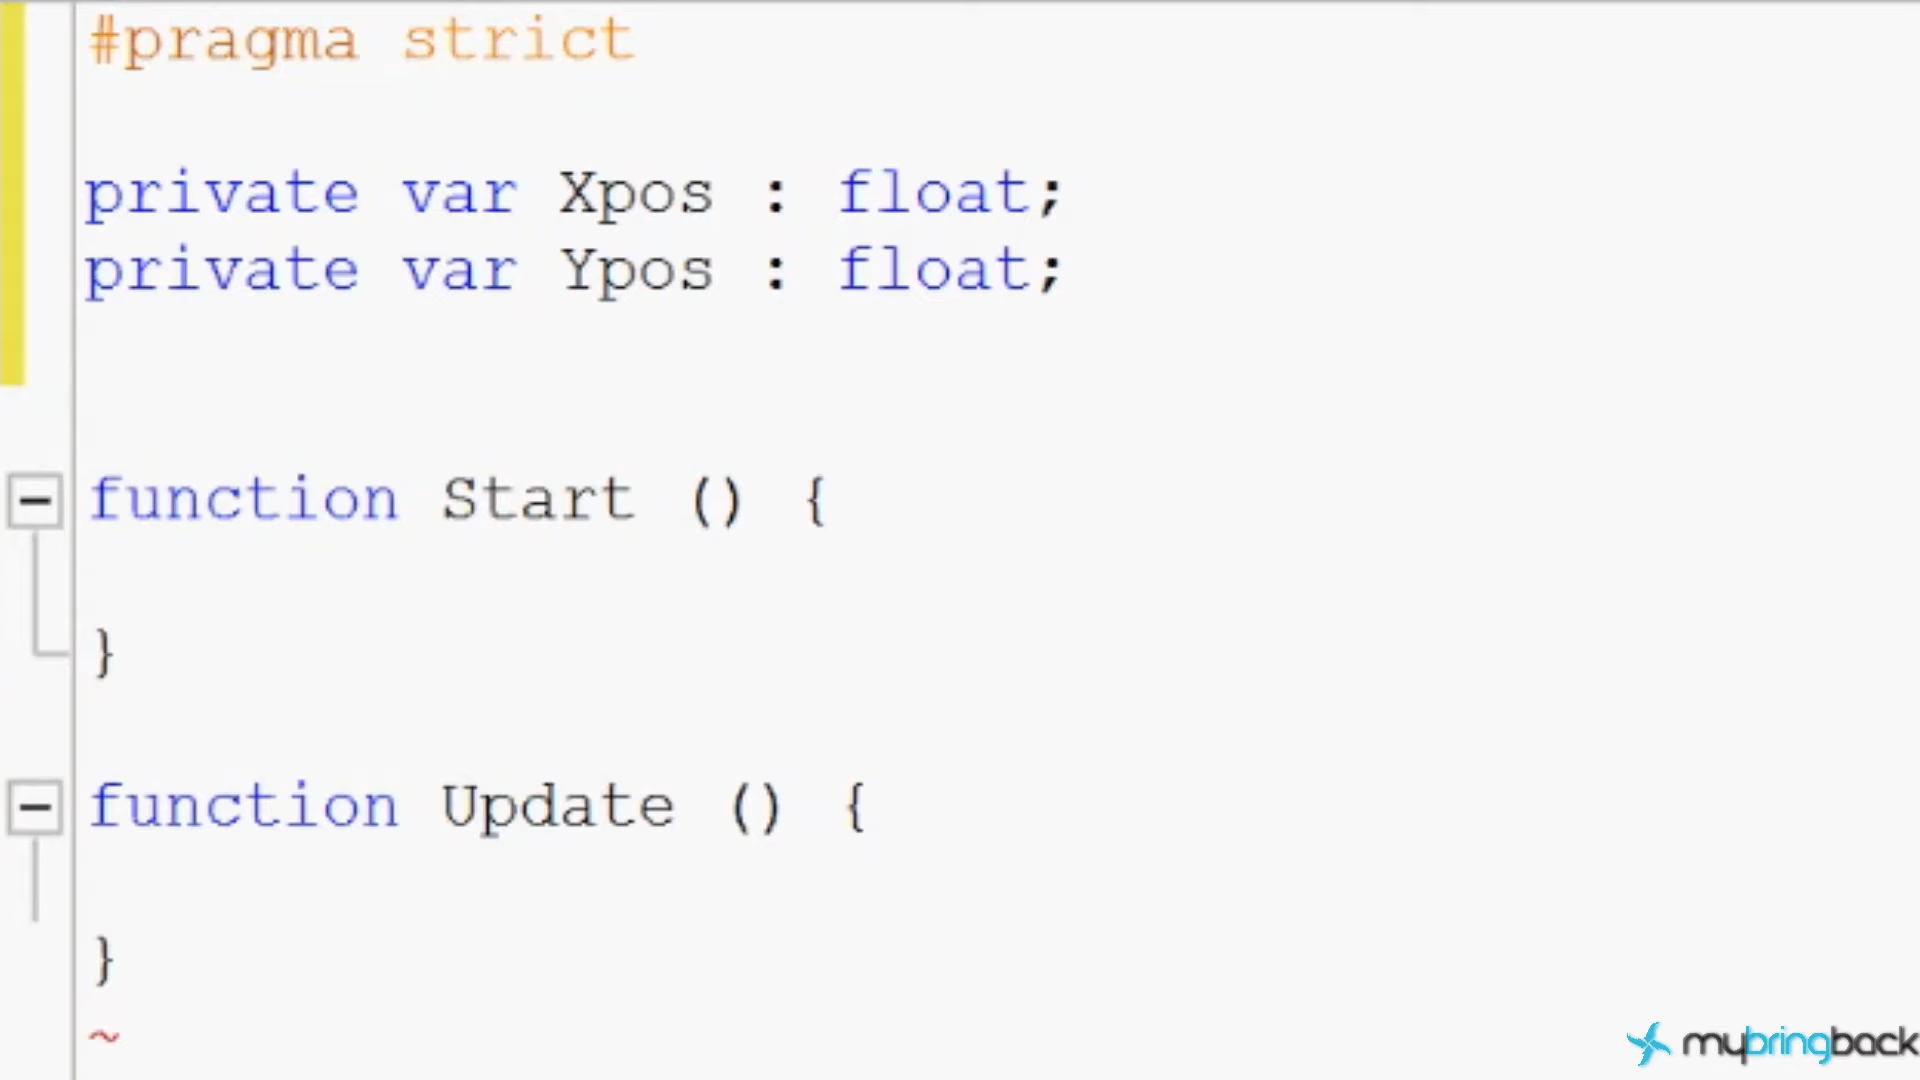 #pragma strict
private var Xpos : float;
private var Ypos : float;
function Start () {
}
function Update () {
}
~
mybringback